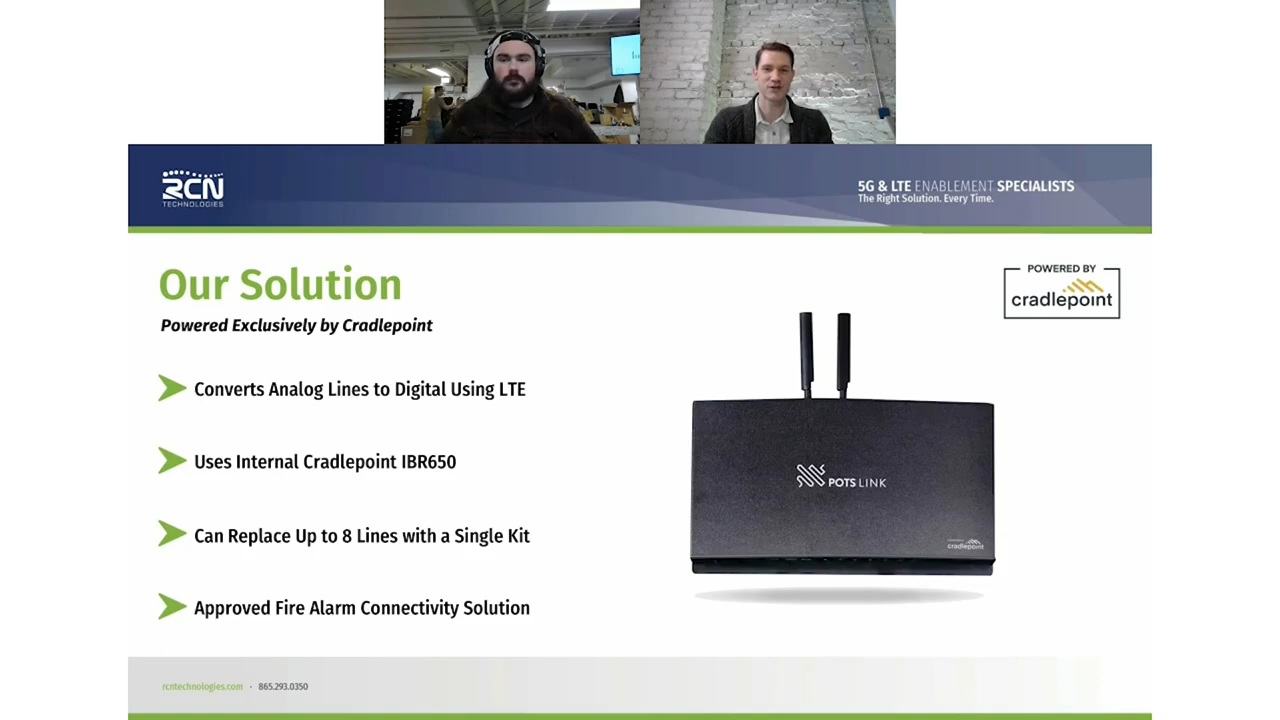 RCN
TECHNOLOGIES
5G & LTE ENABLEMENT SPECIALISTS
The Right Solution. Every Time.
Our Solution
Powered Exclusively by Cradlepoint
POWERED BY
cradlepoint
Converts Analog Lines to Digital Using LTE
Uses Internal Cradlepoint IBR650
Can Replace Up to 8 Lines with a Single Kit
Approved Fire Alarm Connectivity Solution
POTS LINK
cradlepoint
rcntechnologies.com · 865.293.0350